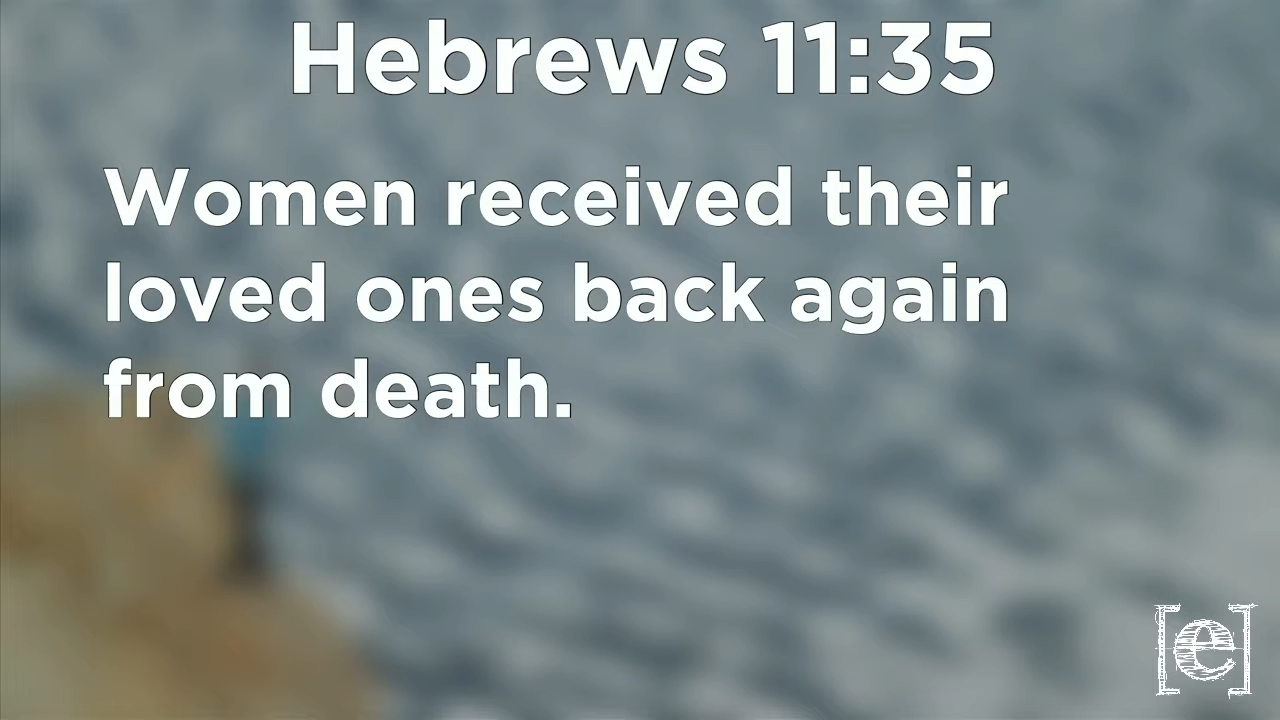 Hebrews 11:35
Women received their
loved ones back again
from death.
[e]